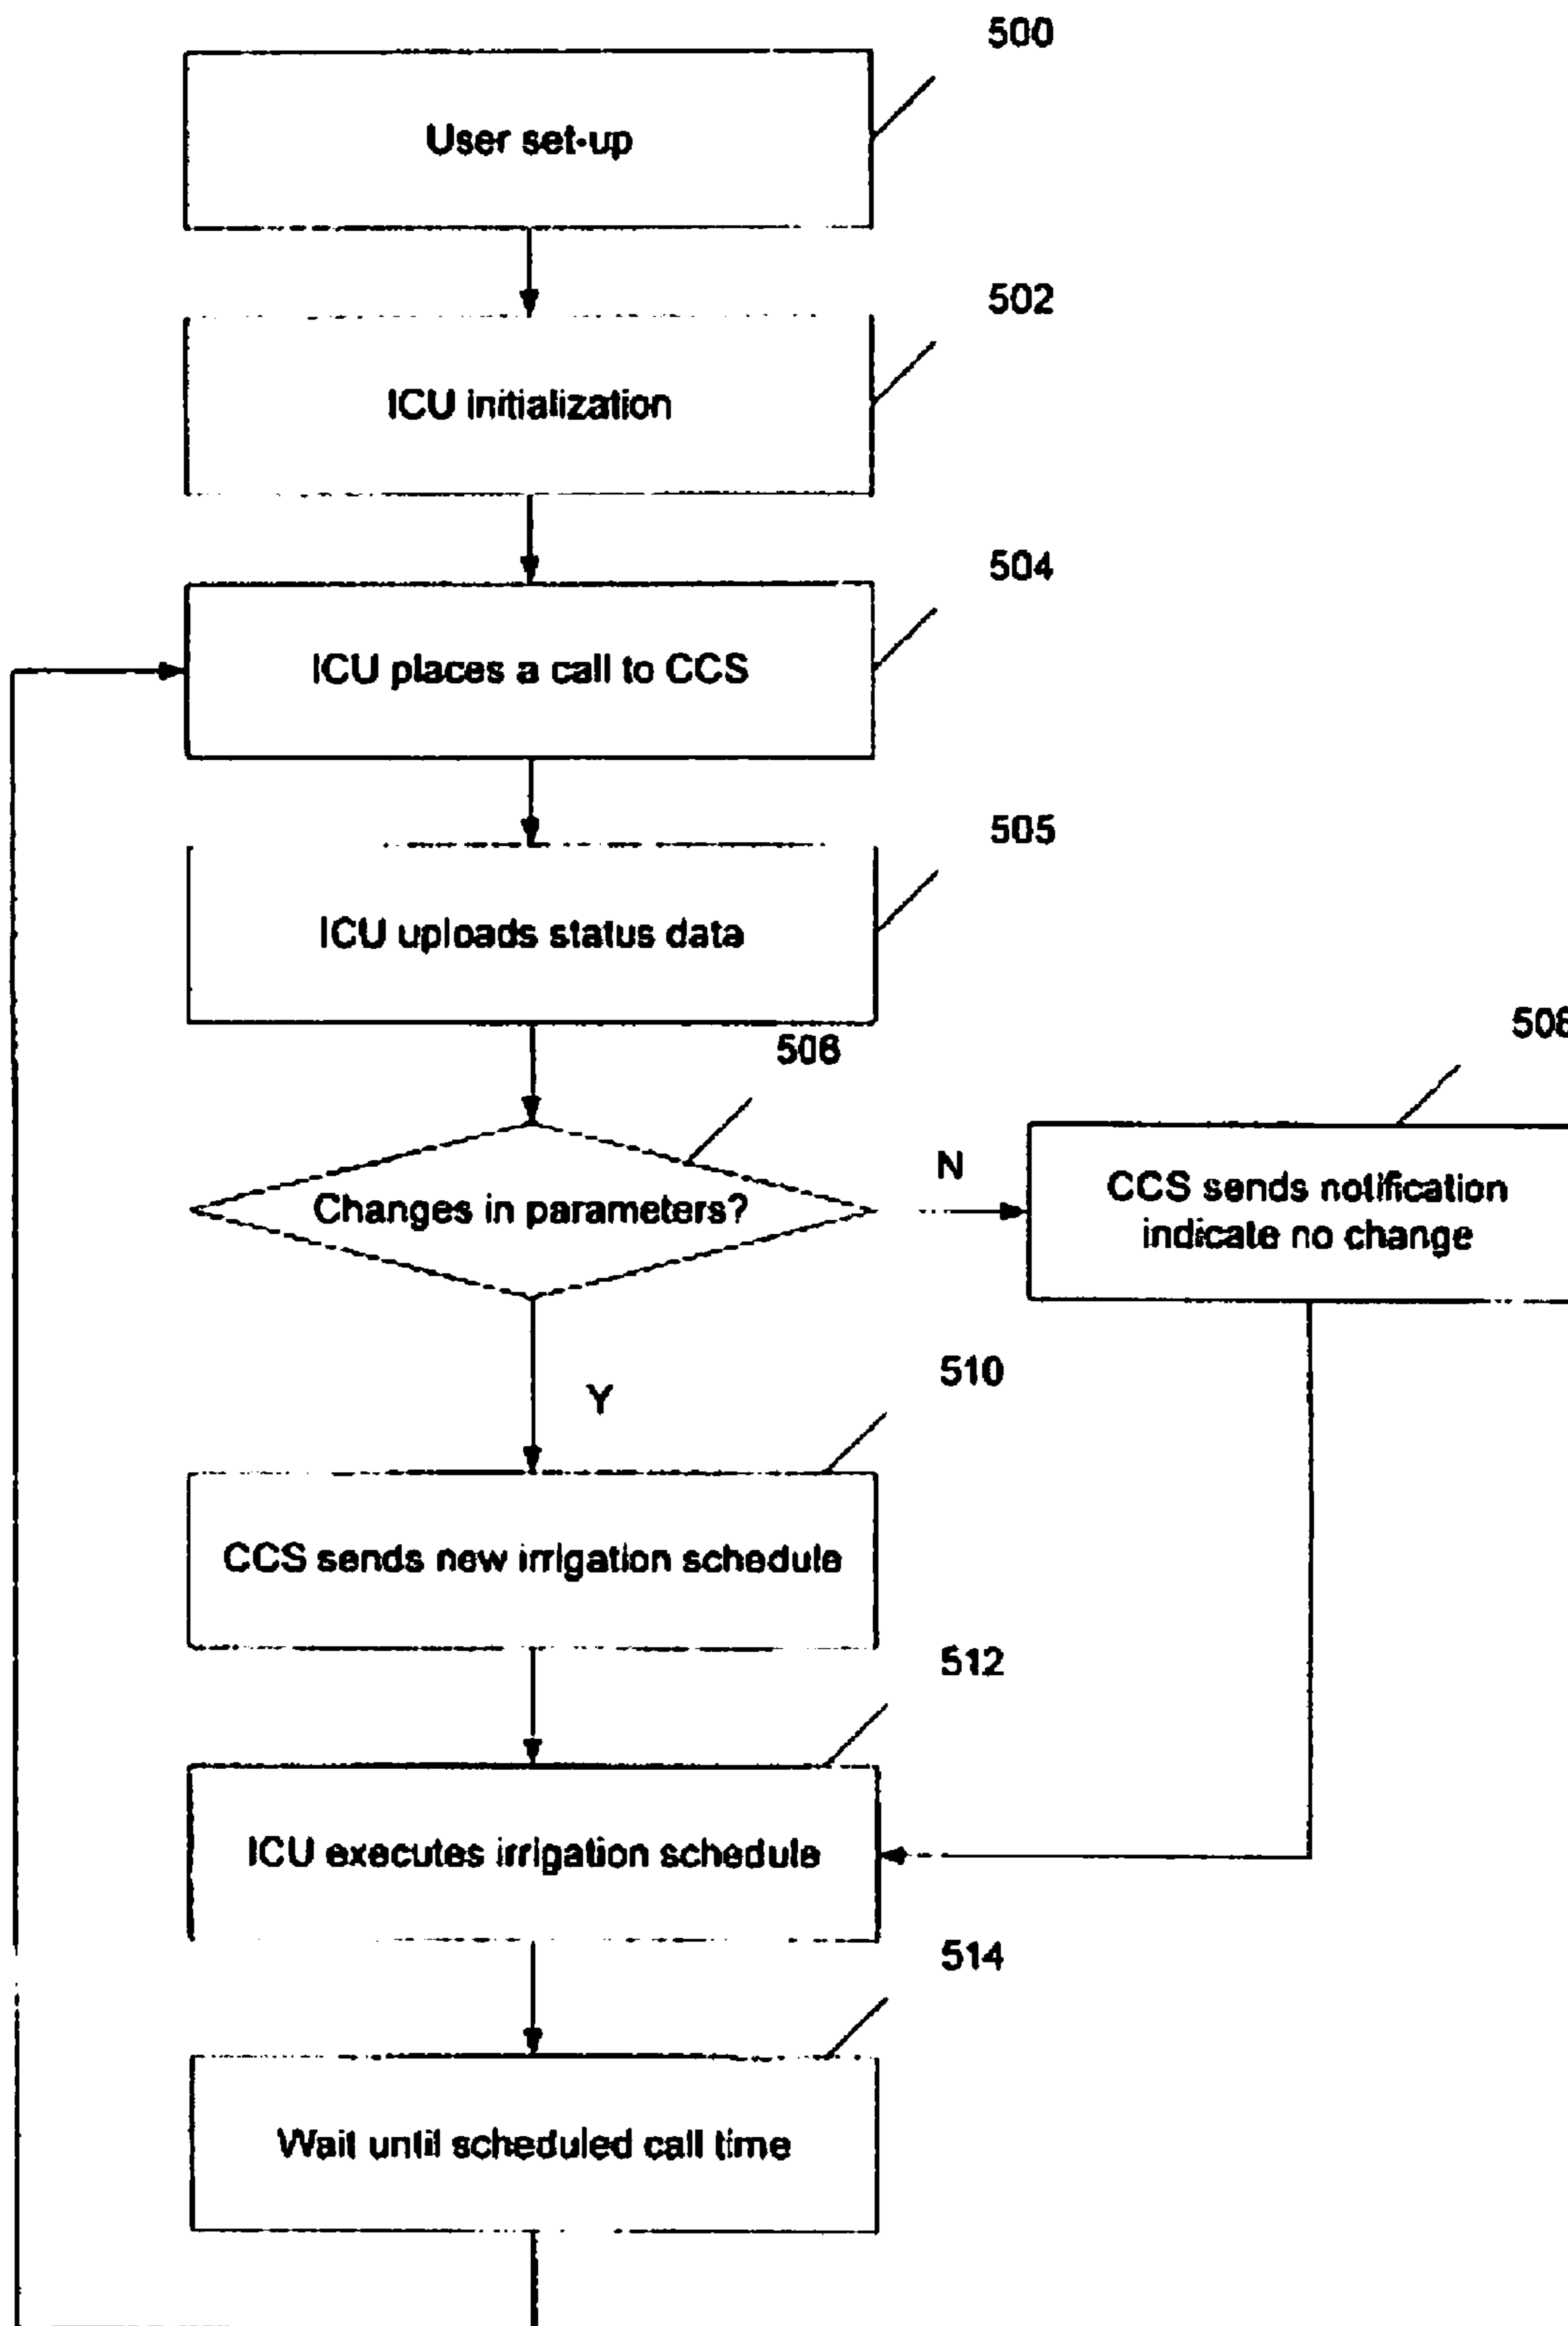 500
User set-up
502
ICU initialization
504
ICU places a call to CCS
505
ICU uploads status data
506
Changes in parameters?
N
508
CCS sends notification
indicate no change
Y
510
CCS sends new irrigation schedule
512
ICU executes irrigation schedule
514
Wait until scheduled call time